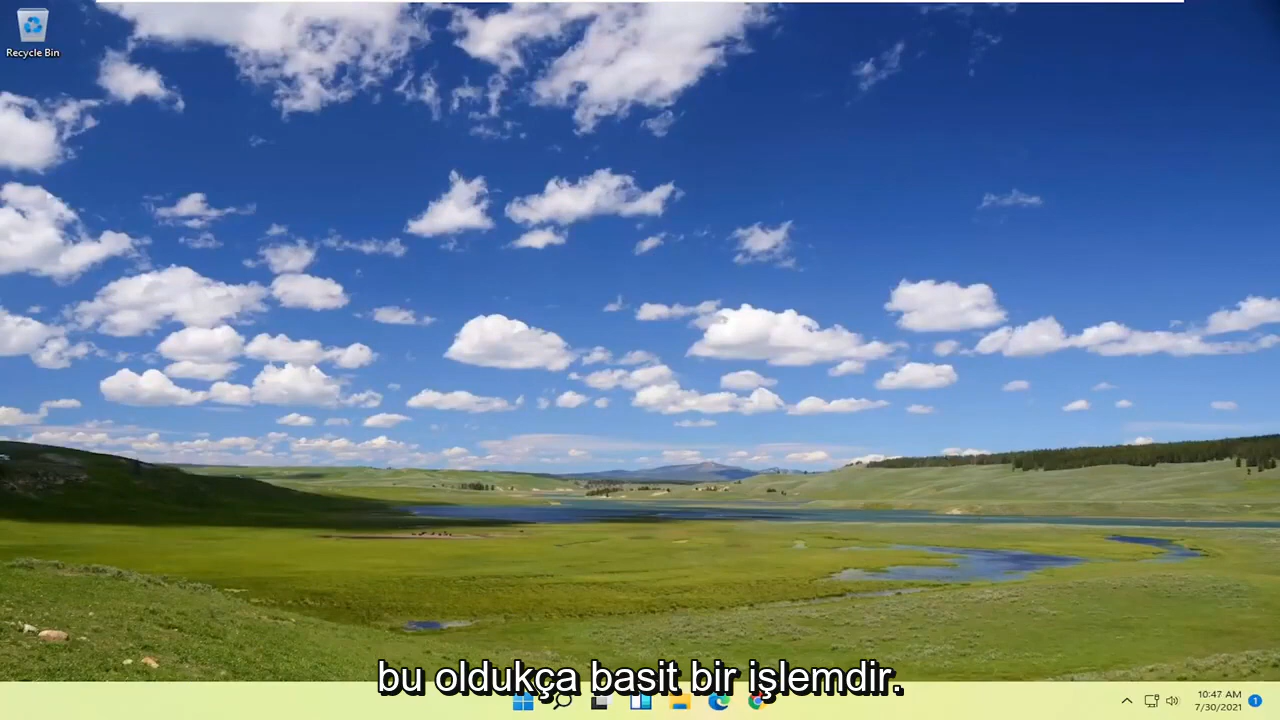 Recycle Bin
bu oldukça basit bir işlemdir.
10:47 AM
7/30/2021
1